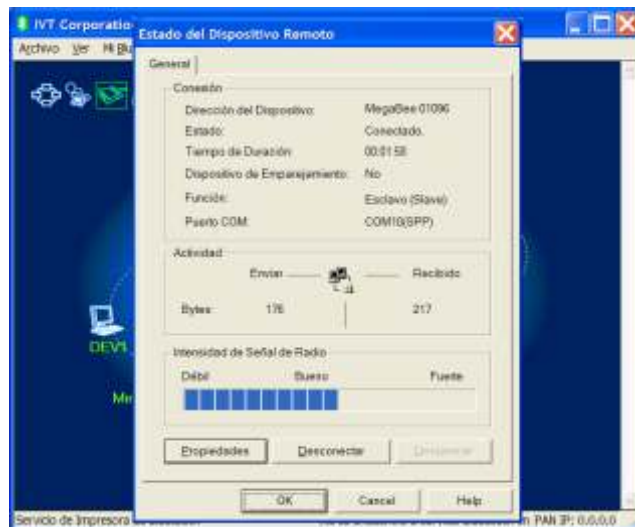 IVT Corporatio
Estado del Dispositivo Remoto
Archivo Ver Mi Blu
General
Conexión
Dirección del Dispositivo: MegaBee 01096
Estado: Conectado.
Tiempo de Duración: 00:01:58
Dispositivo de Emparejamiento: No
Función: Esclavo (Slave)
Puerto COM: COM10(SPP)
Actividad
Enviar Recibido
Bytes: 176 217
DEV1
Intensidad de Señal de Radio
Débil Bueno Fuerte
Propiedades Desconectar
OK Cancel Help
Servicio de Impresora
PAN IP: 0.0.0.0